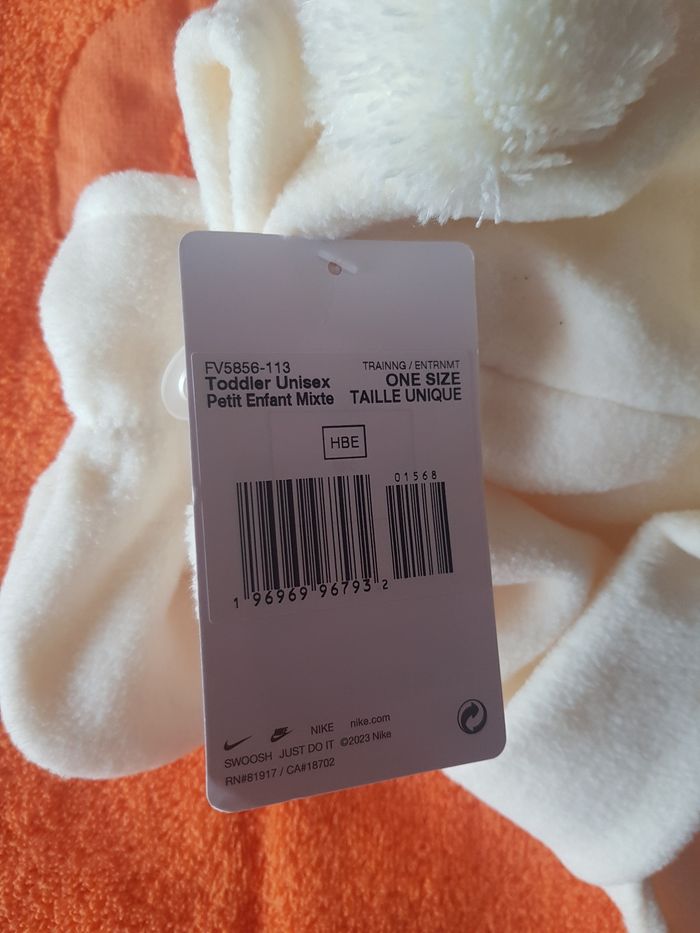 FV5856-113
Toddler Unisex
Petit Enfant Mixte
TRAINNG / ENTRNMT
ONE SIZE
TAILLE UNIQUE
HBE
01568
1 96969 96793 2
NIKE nike.com
SWOOSH JUST DO IT ©2023 Nike
RN#81917 / CA#18702